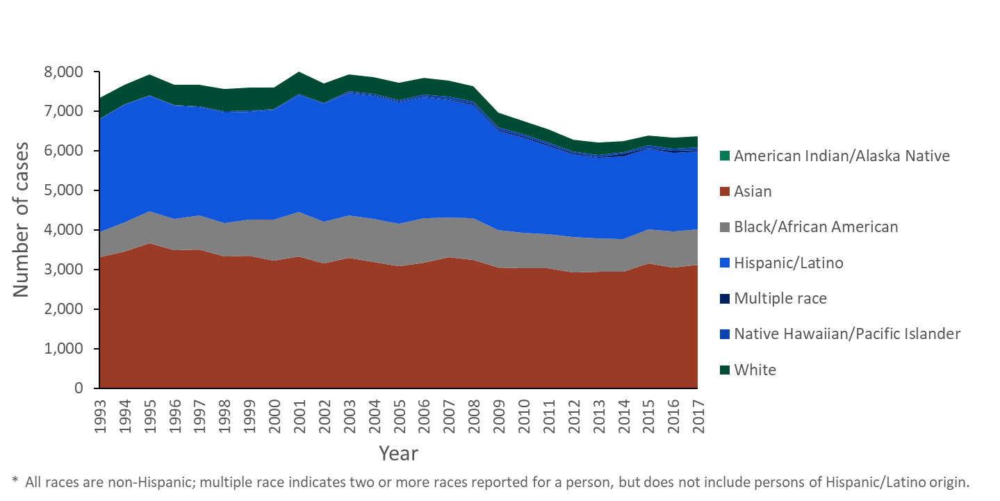 8,000
7,000
6,000
5,000
4,000
3,000
2,000
1,000
0
Number of cases
1993 1994 1995 1996 1997 1998 1999 2000 2001 2002 2003 2004 2005 2006 2007 2008 2009 2010 2011 2012 2013 2014 2015 2016 2017
Year
American Indian/Alaska Native
Asian
Black/African American
Hispanic/Latino
Multiple race
Native Hawaiian/Pacific Islander
White
* All races are non-Hispanic; multiple race indicates two or more races reported for a person, but does not include persons of Hispanic/Latino origin.